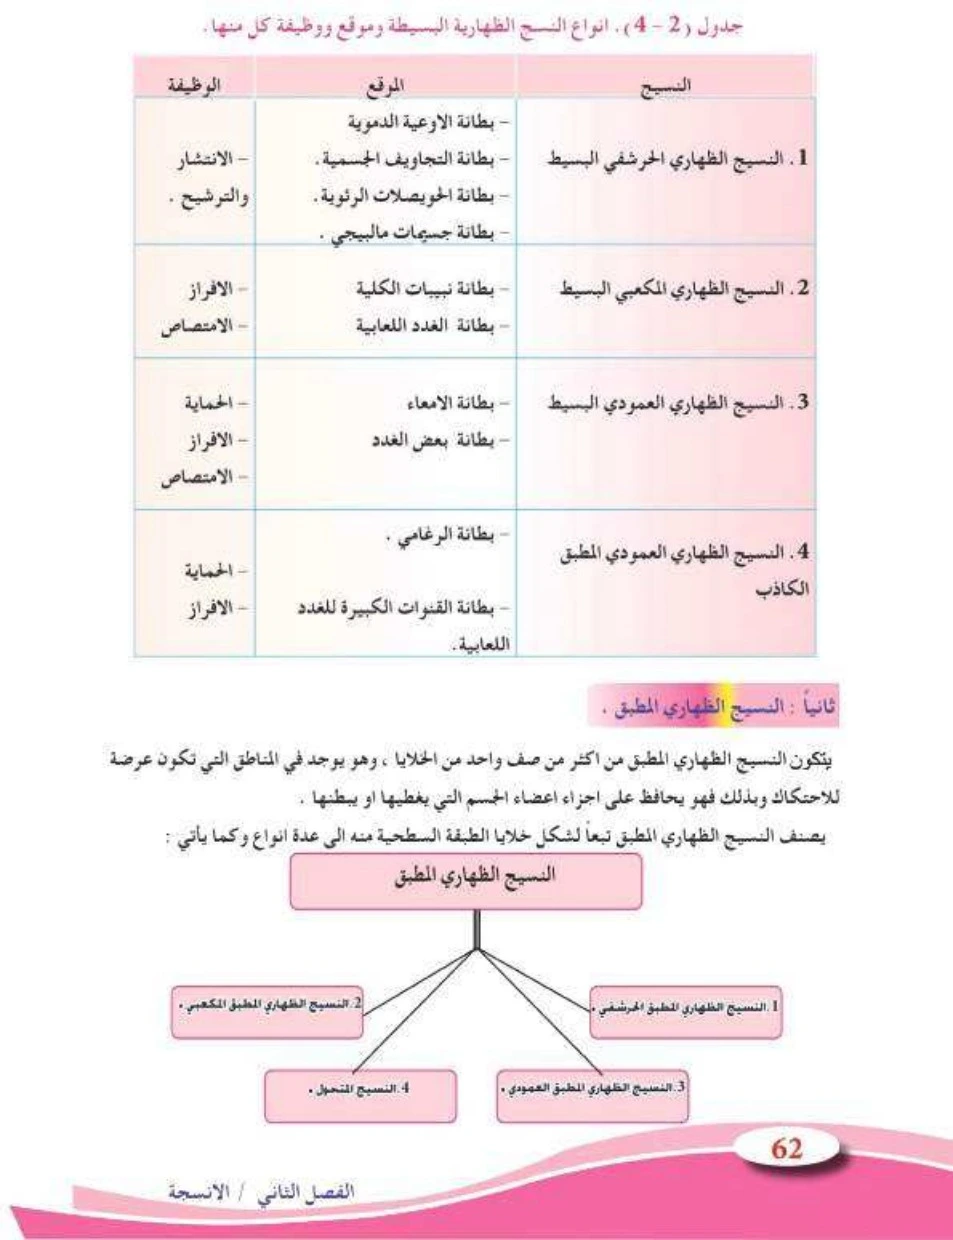 جدول (2 - 4). انواع النسج الظهارية البسيطة وموقع ووظيفة كل منها.
النسيج الموقع الوظيفة
1. النسيج الظهاري الحرشفي البسيط
- بطانة الاوعية الدموية
- بطانة التجاويف الجسمية.
- بطانة الحويصلات الرئوية.
- بطانة جسيمات مالبيجي.
- الانتشار
والترشيح.
2. النسيج الظهاري المكعبي البسيط
- بطانة نبيبات الكلية
- بطانة الغدد اللعابية
- الافراز
- الامتصاص
3. النسيج الظهاري العمودي البسيط
- بطانة الامعاء
- بطانة بعض الغدد
- الحماية
- الافراز
- الامتصاص
4. النسيج الظهاري العمودي المطبق
الكاذب
- بطانة الرغامي.
- بطانة القنوات الكبيرة للغدد
اللعابية.
- الحماية
- الافراز
ثانياً : النسيج الظهاري المطبق.
يتكون النسيج الظهاري المطبق من اكثر من صف واحد من الخلايا ، وهو يوجد في المناطق التي تكون عرضة
للاحتكاك وبذلك فهو يحافظ على اجزاء اعضاء الجسم التي يغطيها او يبطنها .
يصنف النسيج الظهاري المطبق تبعاً لشكل خلايا الطبقة السطحية منه الى عدة انواع وكما يأتي :
النسيج الظهاري المطبق
1.النسيج الظهاري المطبق الحرشفي.
2.النسيج الظهاري المطبق المكعبي.
3.النسيج الظهاري المطبق العمودي.
4.النسيج المتحول.
62
الفصل الثاني / الانسجة